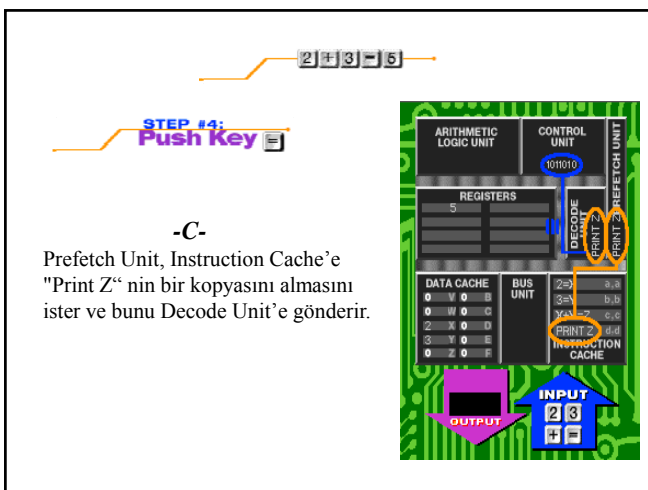 2 + 3 = 5
STEP #4:
Push Key =
-C-
Prefetch Unit, Instruction Cache’e
"Print Z“ nin bir kopyasını almasını
ister ve bunu Decode Unit’e gönderir.
ARITHMETIC
LOGIC UNIT
CONTROL
UNIT
1011010
PREFETCH UNIT
REGISTERS
5
DECODE
UNIT
PRINT Z
PRINT Z
DATA CACHE
0 V 0 B
0 W 0 C
2 X 0 D
3 Y 0 E
0 Z 0 F
BUS
UNIT
2=X a,a
3=Y b,b
X+Y=Z c,c
PRINT Z d,d
INSTRUCTION
CACHE
OUTPUT
INPUT
2 3
+ =